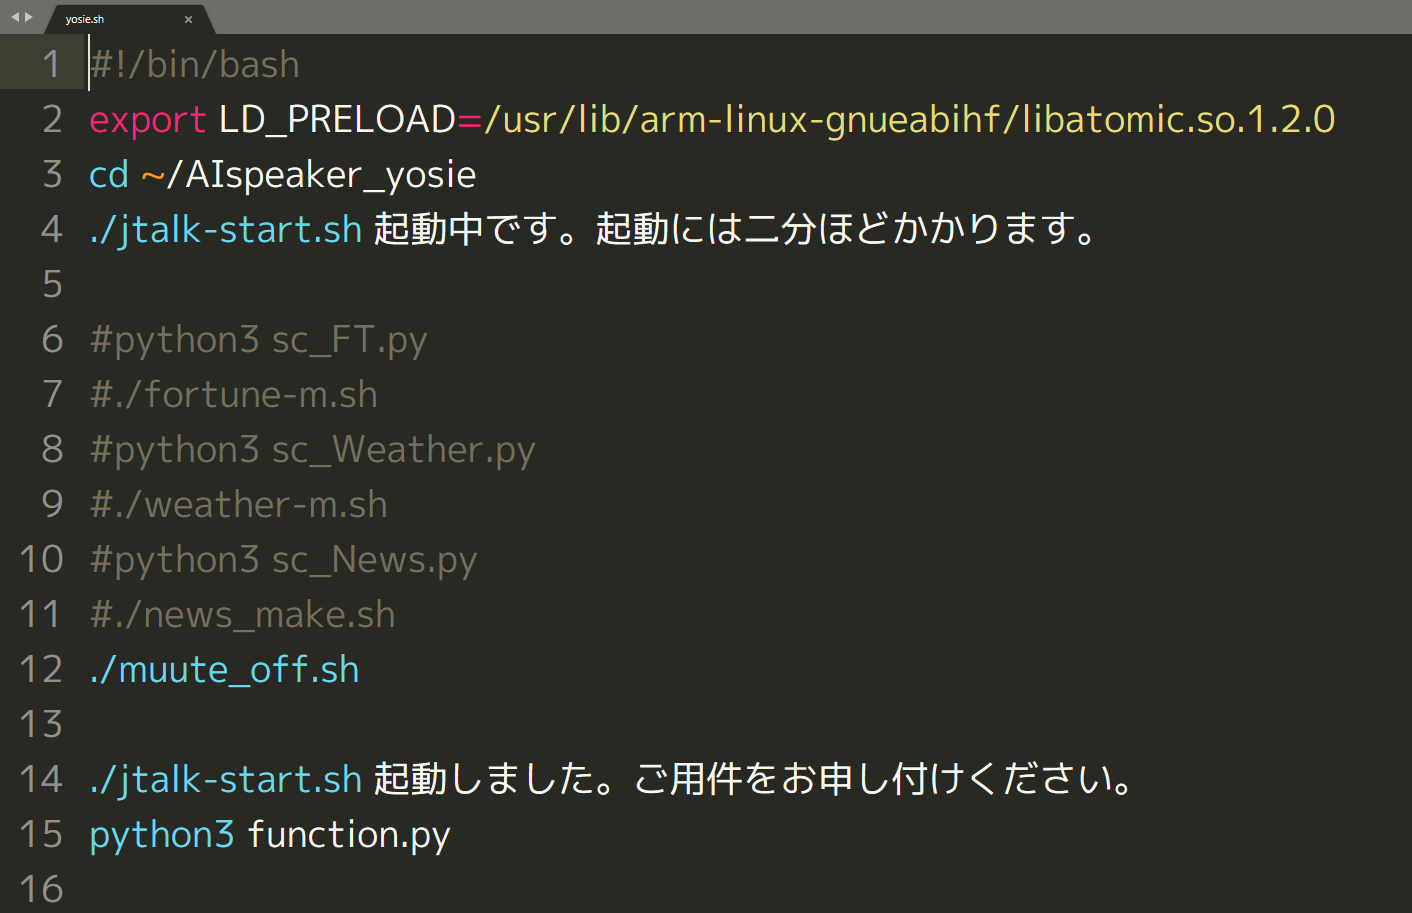 yosie.sh ×
1 #!/bin/bash
2 export LD_PRELOAD=/usr/lib/arm-linux-gnueabihf/libatomic.so.1.2.0
3 cd ~/AIspeaker_yosie
4 ./jtalk-start.sh 起動中です。起動には二分ほどかかります。
5
6 #python3 sc_FT.py
7 #./fortune-m.sh
8 #python3 sc_Weather.py
9 #./weather-m.sh
10 #python3 sc_News.py
11 #./news_make.sh
12 ./muute_off.sh
13
14 ./jtalk-start.sh 起動しました。ご用件をお申し付けください。
15 python3 function.py
16